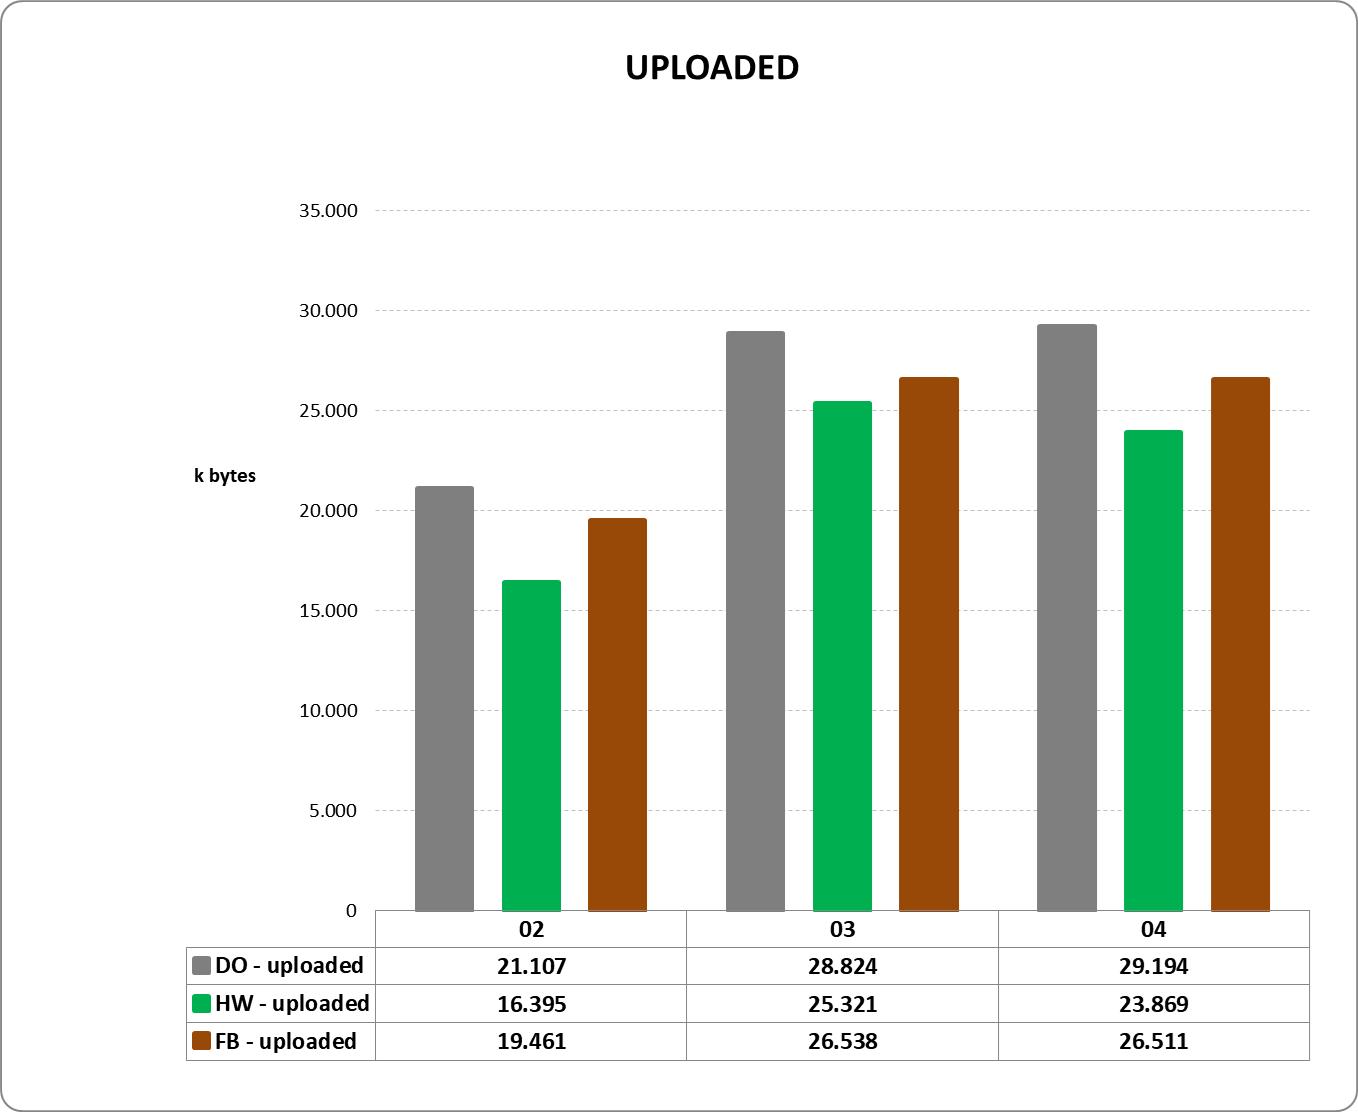 UPLOADED
35.000
30.000
25.000
k bytes
20.000
15.000
10.000
5.000
0
02 03 04
DO - uploaded 21.107 28.824 29.194
HW - uploaded 16.395 25.321 23.869
FB - uploaded 19.461 26.538 26.511